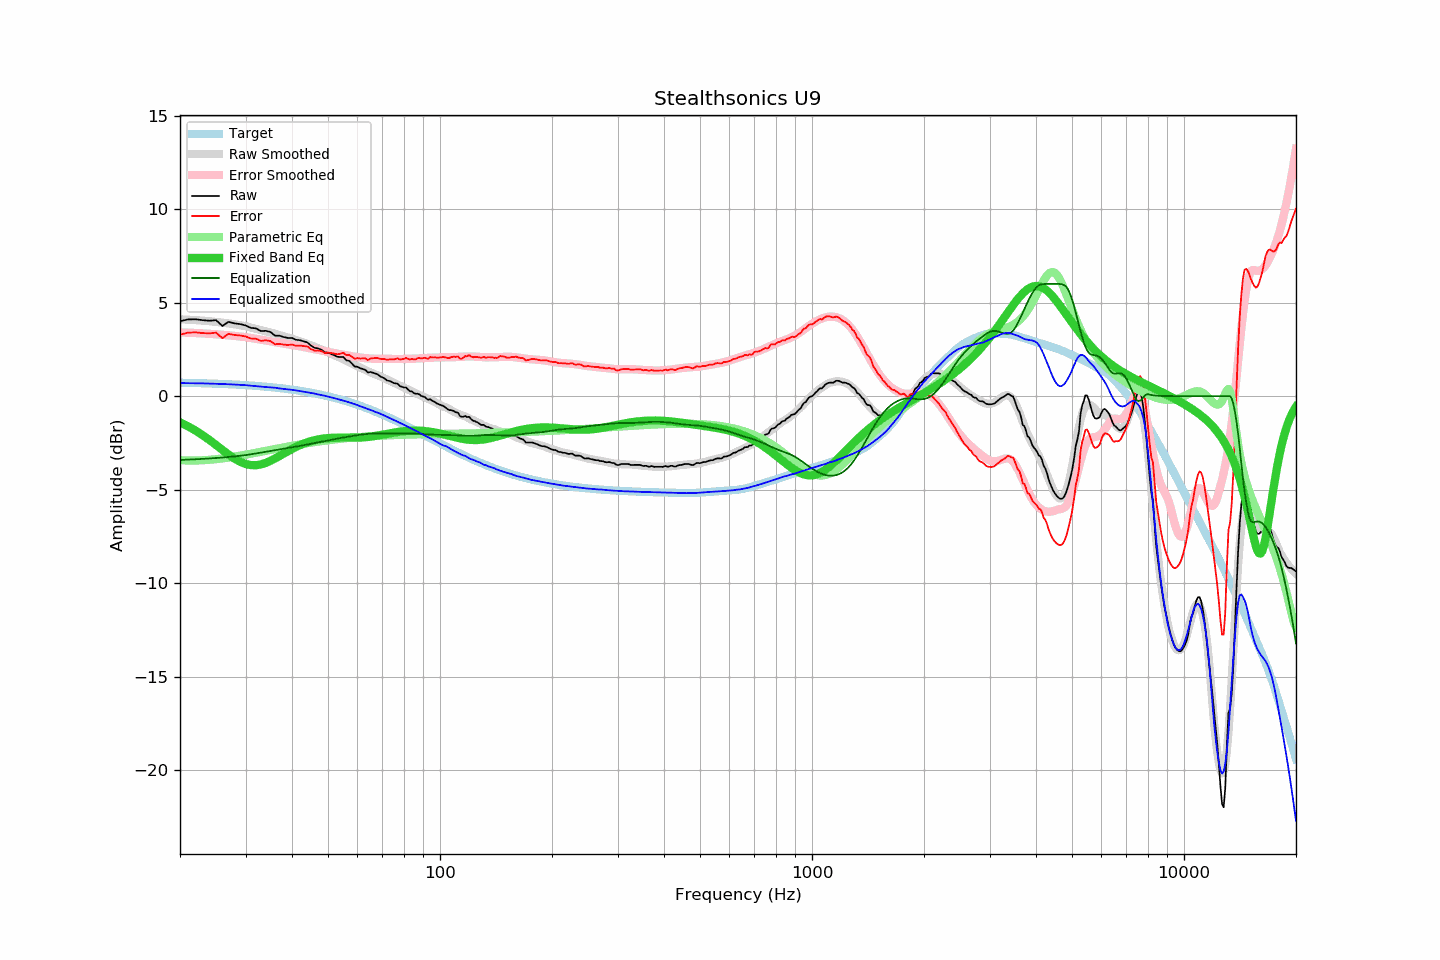 Stealthsonics U9
15
10
5
0
−5
−10
−15
−20
Amplitude (dBr)
Target
Raw Smoothed
Error Smoothed
Raw
Error
Parametric Eq
Fixed Band Eq
Equalization
Equalized smoothed
100 1000 10000
Frequency (Hz)